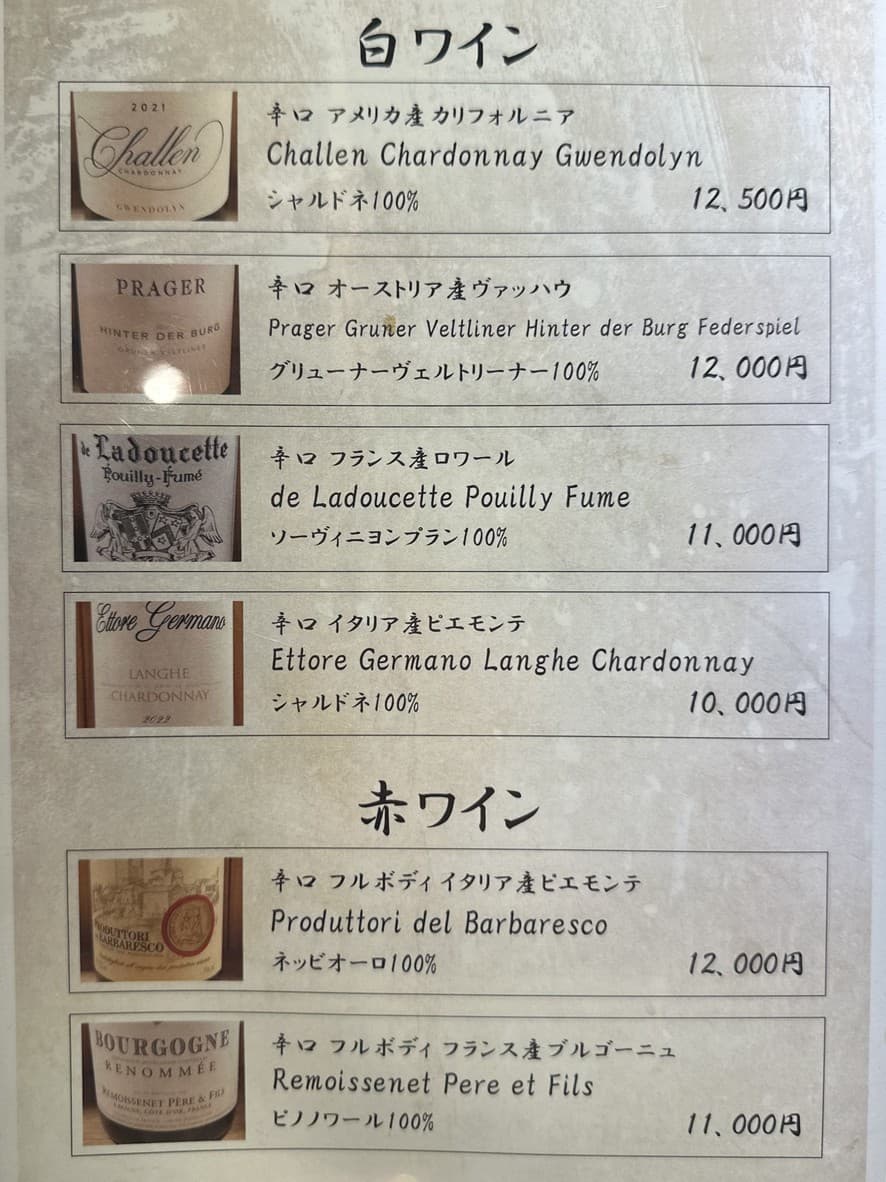 白ワイン
2021
Challen
CHARDONNAY
GWENDOLYN
辛口 アメリカ産カリフォルニア
Challen Chardonnay Gwendolyn
シャルドネ100%
12、500円
PRAGER
HINTER DER BURG
GRÜNER VELTLINER
辛口 オーストリア産ヴァッハウ
Prager Gruner Veltliner Hinter der Burg Federspiel
グリューナーヴェルトリーナー100%
12、000円
de Ladoucette
Pouilly-Fumé
辛口 フランス産ロワール
de Ladoucette Pouilly Fume
ソーヴィニヨンブラン100%
11、000円
Ettore Germano
LANGHE
CHARDONNAY
2022
辛口 イタリア産ピエモンテ
Ettore Germano Langhe Chardonnay
シャルドネ100%
10、000円
赤ワイン
PRODUTTORI
BARBARESCO
辛口 フルボディ イタリア産ピエモンテ
Produttori del Barbaresco
ネッビオーロ100%
12、000円
BOURGOGNE
RENOMMÉE
REMOISSENET PÈRE & FILS
辛口 フルボディ フランス産ブルゴーニュ
Remoissenet Pere et Fils
ピノノワール100%
11、000円